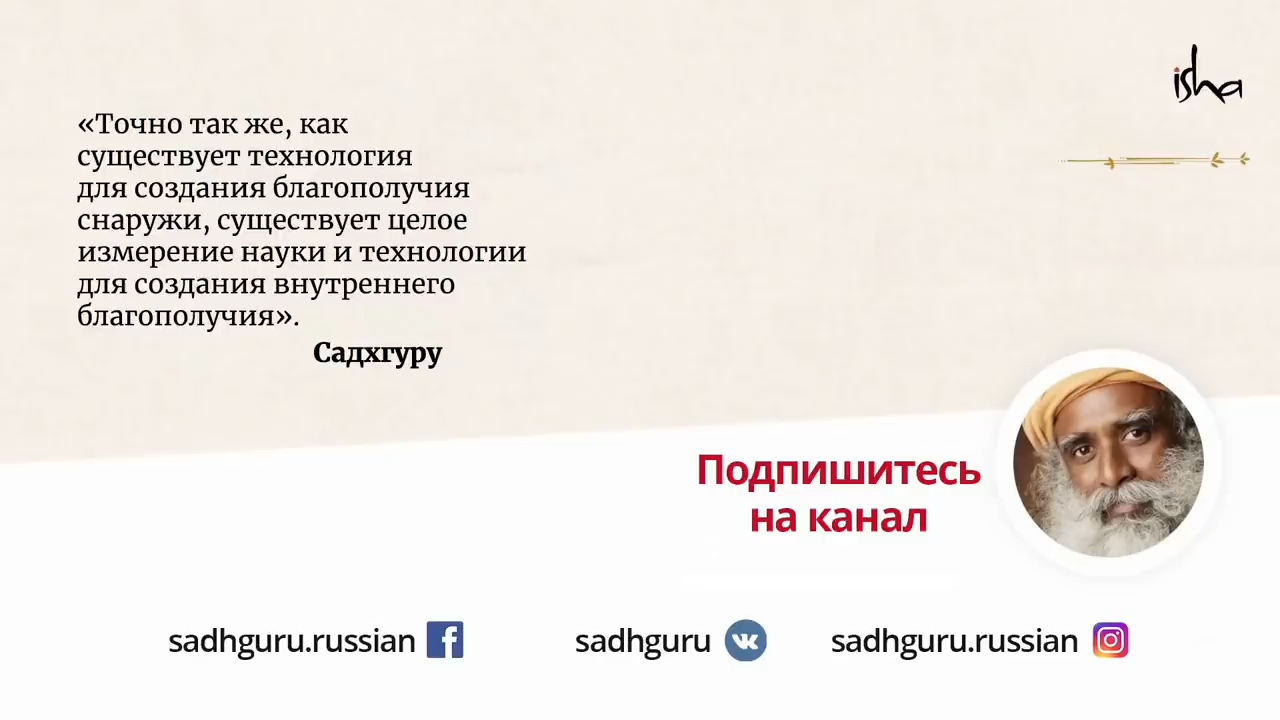 isha
«Точно так же, как
существует технология
для создания благополучия
снаружи, существует целое
измерение науки и технологии
для создания внутреннего
благополучия».
Садхгуру
Подпишитесь
на канал
sadhguru.russian
sadhguru
sadhguru.russian